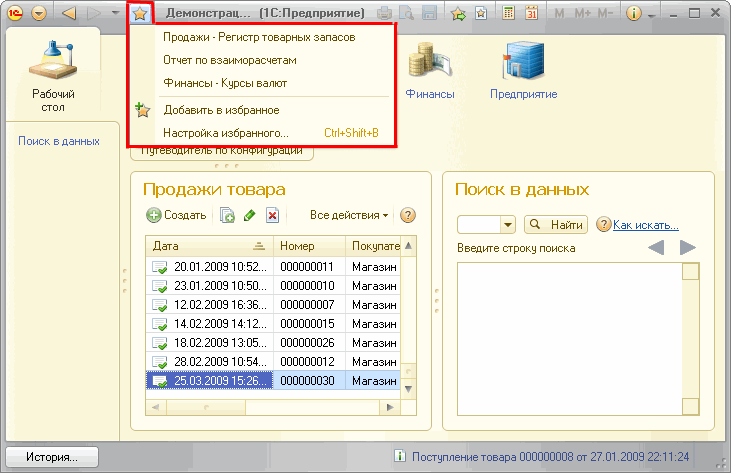 Демонстрац... (1С:Предприятие)
M M+ M-
31
Продажи - Регистр товарных запасов
Отчет по взаиморасчетам
Финансы - Курсы валют
Добавить в избранное
Настройка избранного... Ctrl+Shift+B
Рабочий
стол
Финансы
Предприятие
Поиск в данных
Путеводитель по конфигурации
Продажи товара
Создать
Все действия
Дата Номер Покупате
20.01.2009 10:52... 000000011 Магазин
23.01.2009 10:50... 000000010 Магазин
12.02.2009 16:36... 000000007 Магазин
14.02.2009 14:12... 000000015 Магазин
18.02.2009 13:05... 000000026 Магазин
28.02.2009 10:54... 000000012 Магазин
25.03.2009 15:26... 000000030 Магазин
Поиск в данных
Найти
Как искать...
Введите строку поиска
История...
Поступление товара 000000008 от 27.01.2009 22:11:24